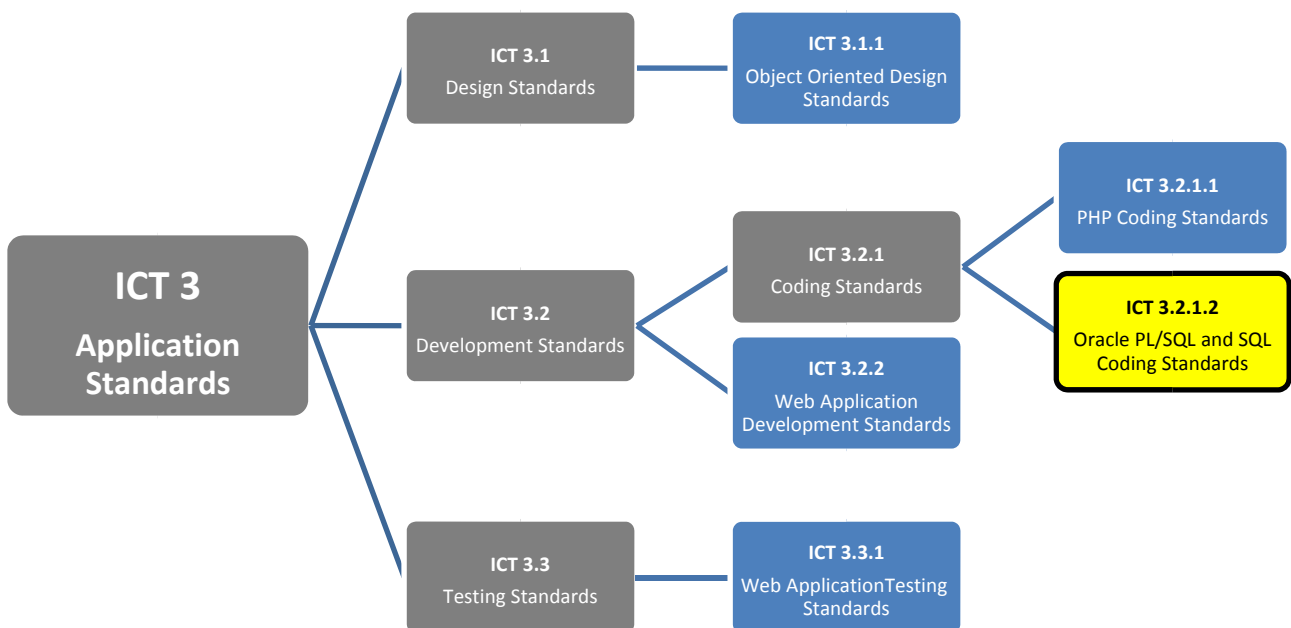 ICT 3
Application
Standards
ICT 3.1
Design Standards
ICT 3.1.1
Object Oriented Design
Standards
ICT 3.2
Development Standards
ICT 3.2.1
Coding Standards
ICT 3.2.1.1
PHP Coding Standards
ICT 3.2.1.2
Oracle PL/SQL and SQL
Coding Standards
ICT 3.2.2
Web Application
Development Standards
ICT 3.3
Testing Standards
ICT 3.3.1
Web ApplicationTesting
Standards